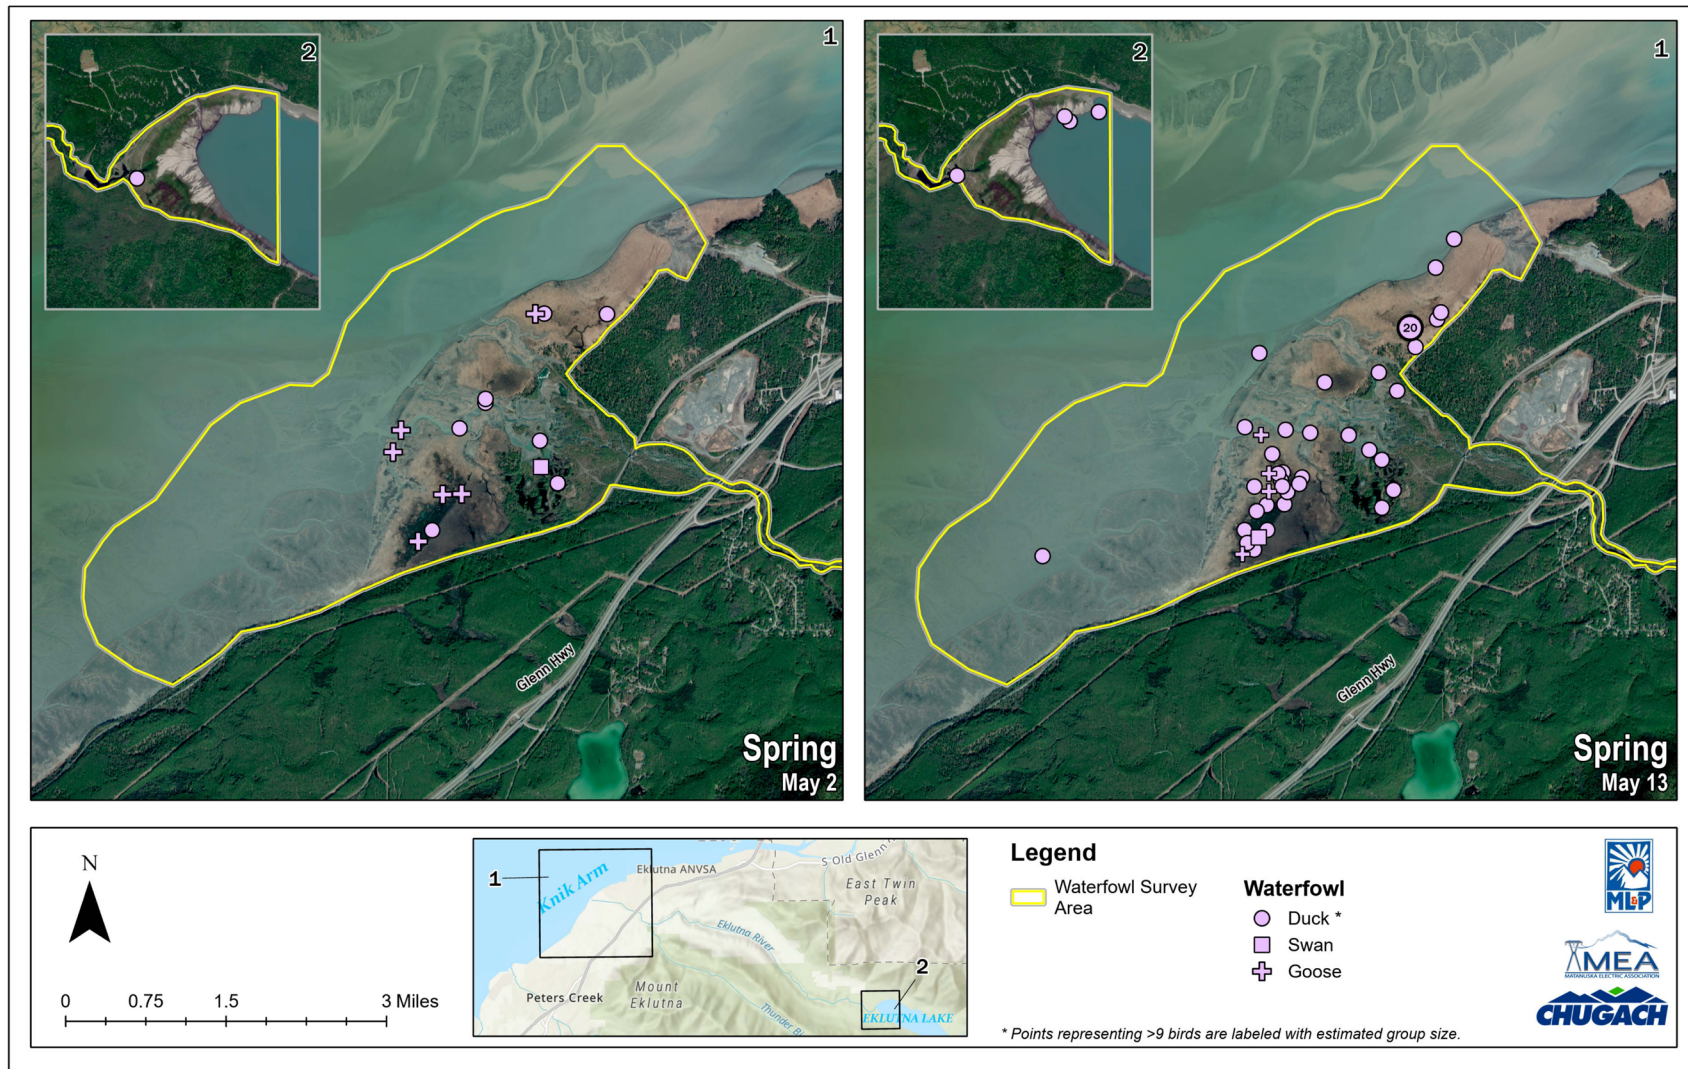 2
1
Glenn Hwy
Spring
May 2
2
1
20
Glenn Hwy
Spring
May 13
N
0 0.75 1.5 3 Miles
1
Knik Arm
Eklutna ANVSA
S Old Glenn
East Twin
Peak
Eklutna River
2
Mount
Eklutna
Peters Creek
EKLUTNA LAKE
Legend
Waterfowl Survey
Area
Waterfowl
Duck *
Swan
Goose
* Points representing >9 birds are labeled with estimated group size.
ML&P
MEA
MATANUSKA ELECTRIC ASSOCIATION
CHUGACH